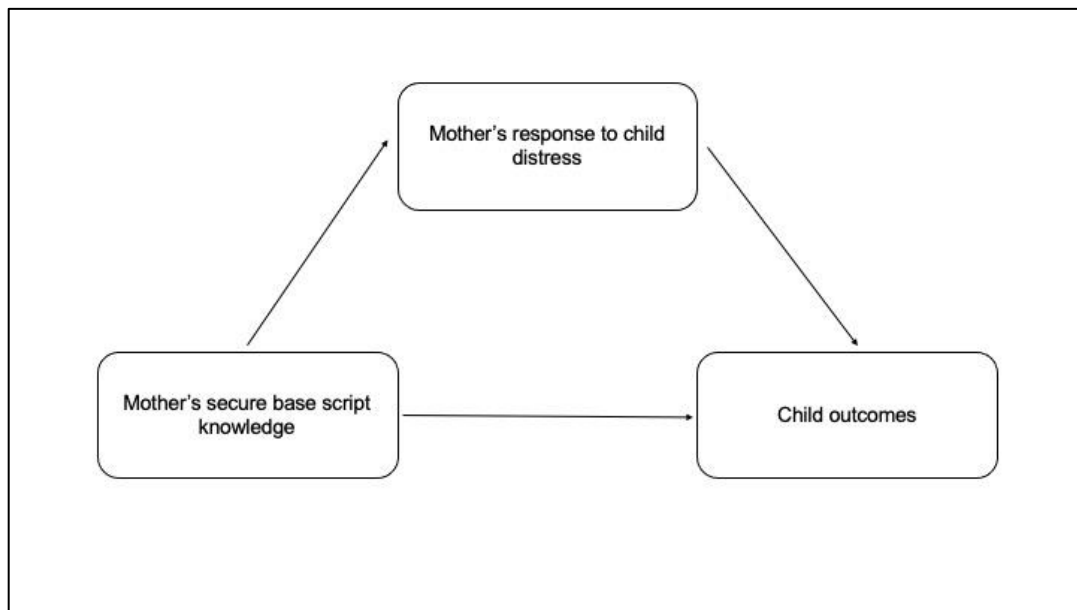 Mother’s response to child
distress
Mother’s secure base script
knowledge
Child outcomes